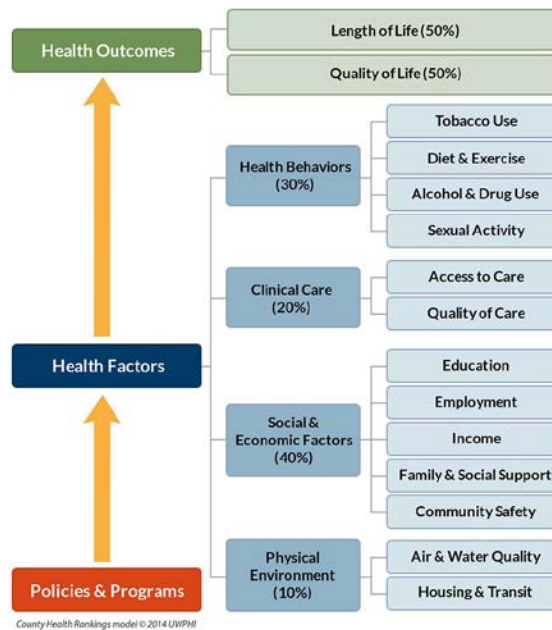 Health Outcomes
Length of Life (50%)
Quality of Life (50%)
Health Factors
Health Behaviors
(30%)
Tobacco Use
Diet & Exercise
Alcohol & Drug Use
Sexual Activity
Clinical Care
(20%)
Access to Care
Quality of Care
Social &
Economic Factors
(40%)
Education
Employment
Income
Family & Social Support
Community Safety
Physical
Environment
(10%)
Air & Water Quality
Housing & Transit
Policies & Programs
County Health Rankings model © 2014 UWPHI